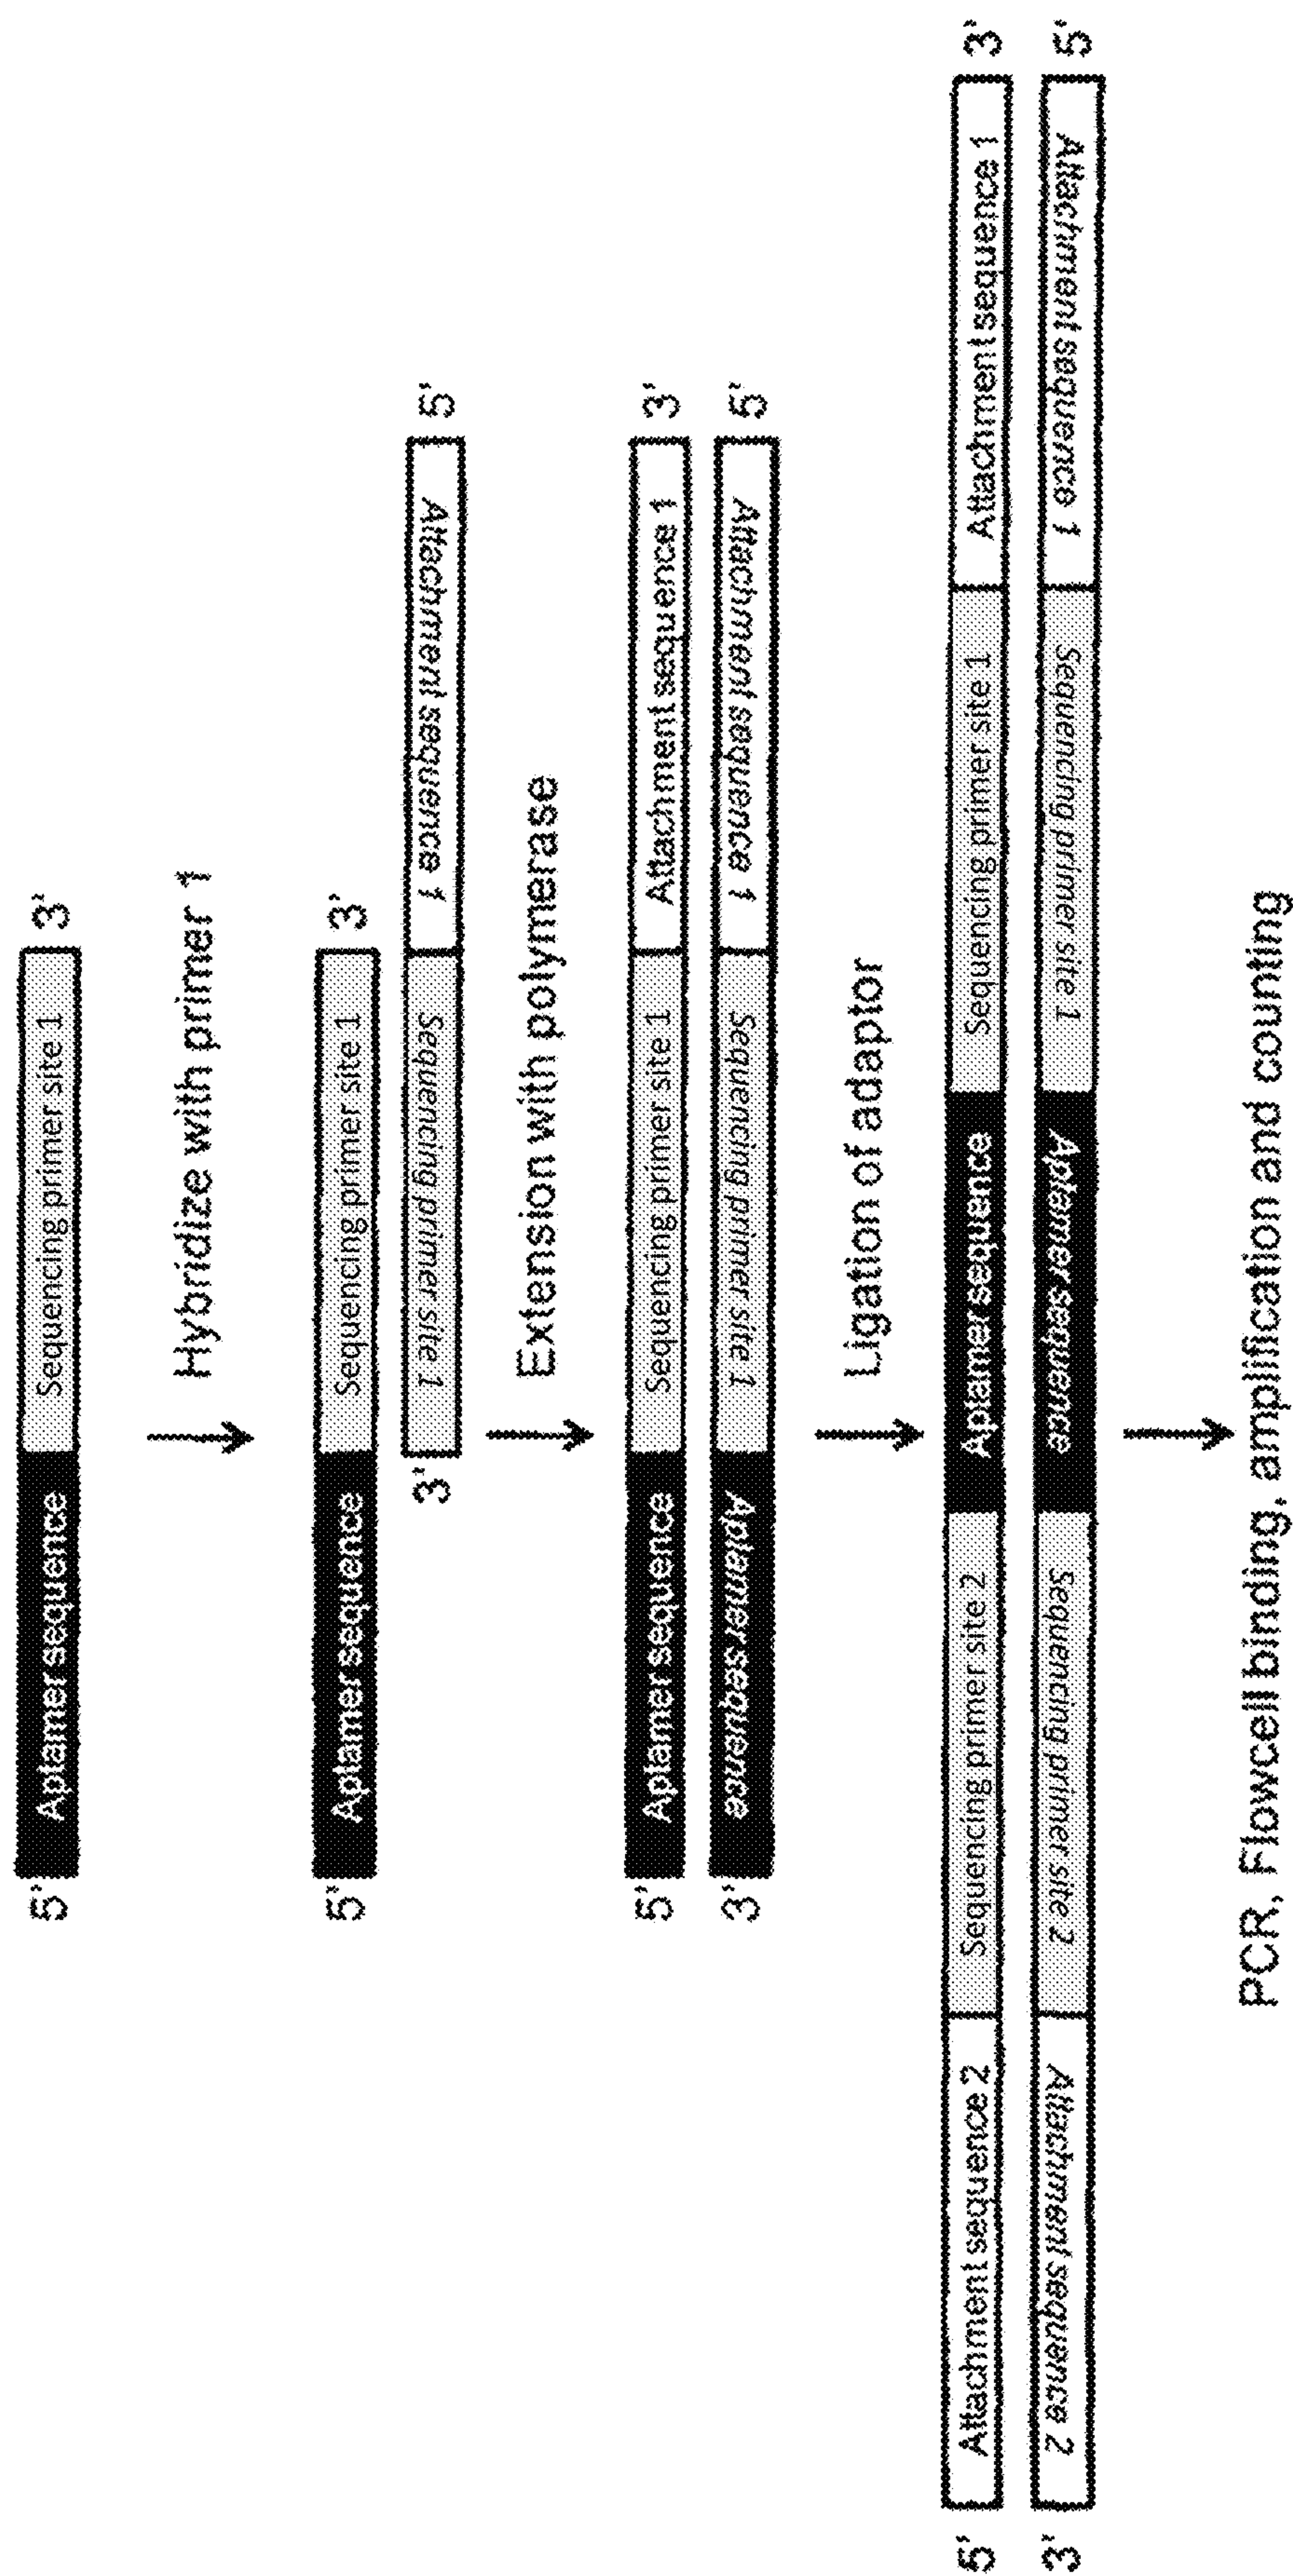 5' Aptamer sequence Sequencing primer site 1 3'
Hybridize with primer 1
5' Aptamer sequence Sequencing primer site 1 3'
3' Sequencing primer site 1 Attachment sequence 1 5'
Extension with polymerase
5' Aptamer sequence Sequencing primer site 1 Attachment sequence 1 3'
3' Aptamer sequence Sequencing primer site 1 Attachment sequence 1 5'
Ligation of adaptor
5' Attachment sequence 2 Sequencing primer site 2 Aptamer sequence Sequencing primer site 1 Attachment sequence 1 3'
3' Attachment sequence 2 Sequencing primer site 2 Aptamer sequence Sequencing primer site 1 Attachment sequence 1 5'
PCR, Flowcell binding, amplification and counting